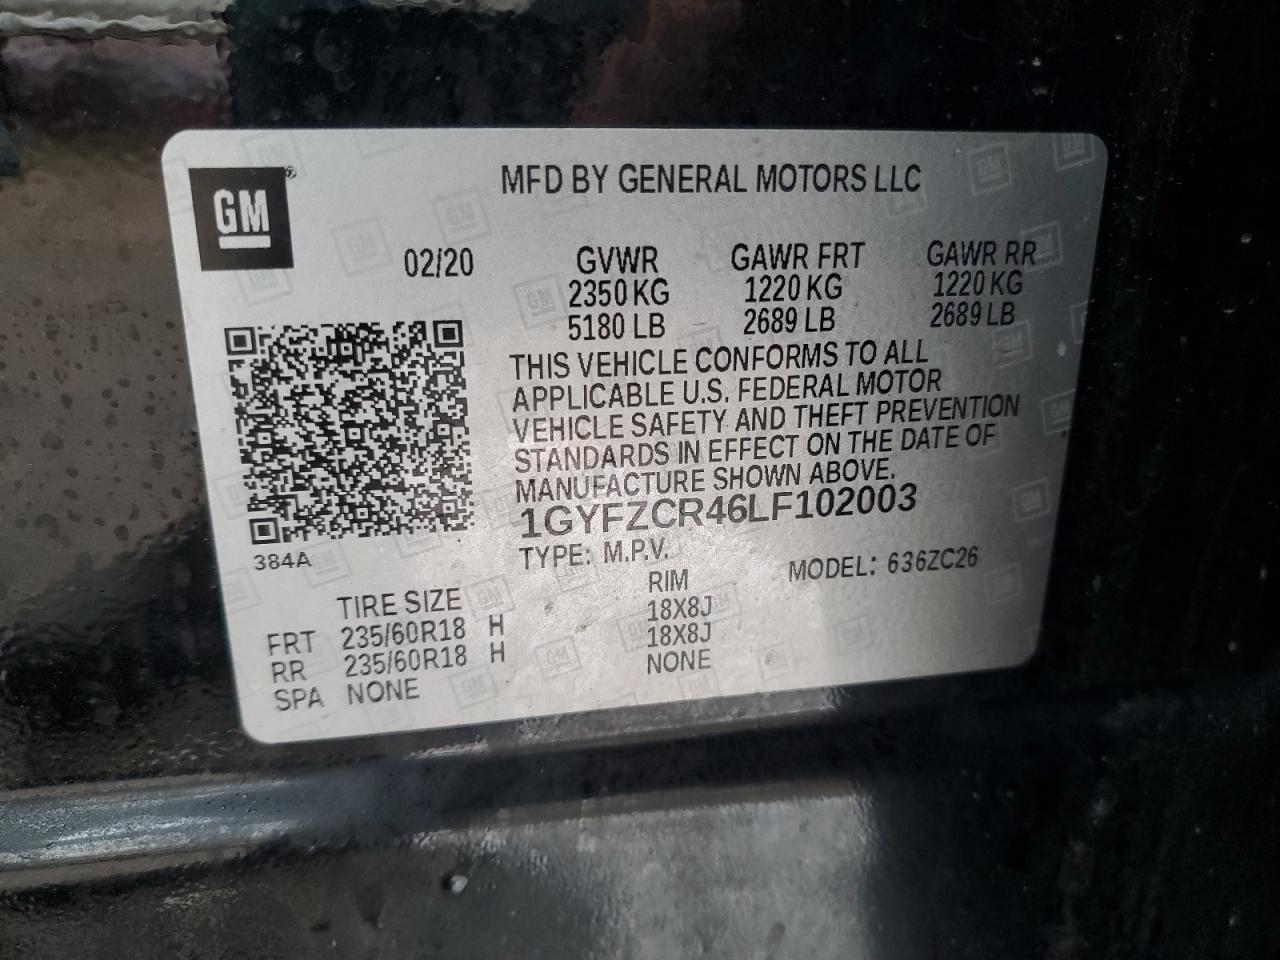 GM®
MFD BY GENERAL MOTORS LLC
02/20
GVWR GAWR FRT GAWR RR
2350 KG 1220 KG 1220 KG
5180 LB 2689 LB 2689 LB
THIS VEHICLE CONFORMS TO ALL
APPLICABLE U.S. FEDERAL MOTOR
VEHICLE SAFETY AND THEFT PREVENTION
STANDARDS IN EFFECT ON THE DATE OF
MANUFACTURE SHOWN ABOVE.
1GYFZCR46LF102003
384A
TYPE: M.P.V. MODEL: 636ZC26
TIRE SIZE RIM
FRT 235/60R18 H 18X8J
RR 235/60R18 H 18X8J
SPA NONE NONE